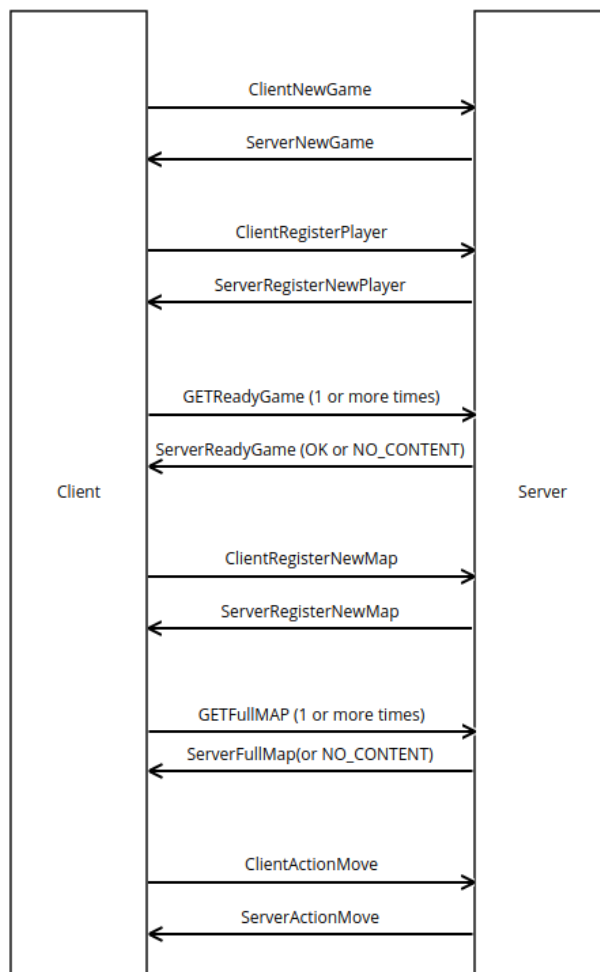 ClientNewGame
ServerNewGame
ClientRegisterPlayer
ServerRegisterNewPlayer
GETReadyGame (1 or more times)
ServerReadyGame (OK or NO_CONTENT)
Client
Server
ClientRegisterNewMap
ServerRegisterNewMap
GETFullMAP (1 or more times)
ServerFullMap(or NO_CONTENT)
ClientActionMove
ServerActionMove